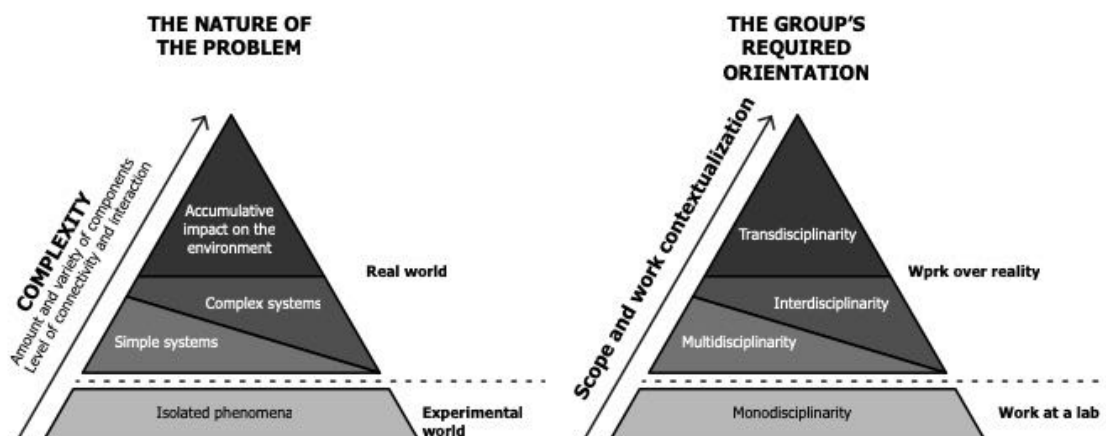 THE NATURE OF
THE PROBLEM
COMPLEXITY
Amount and variety of components
Level of connectivity and interaction
Accumulative
impact on the
environment
Real world
Complex systems
Simple systems
Isolated phenomena
Experimental
world
THE GROUP'S
REQUIRED
ORIENTATION
Scope and work contextualization
Transdisciplinarity
Wprk over reality
Interdisciplinarity
Multidisciplinarity
Monodisciplinarity
Work at a lab